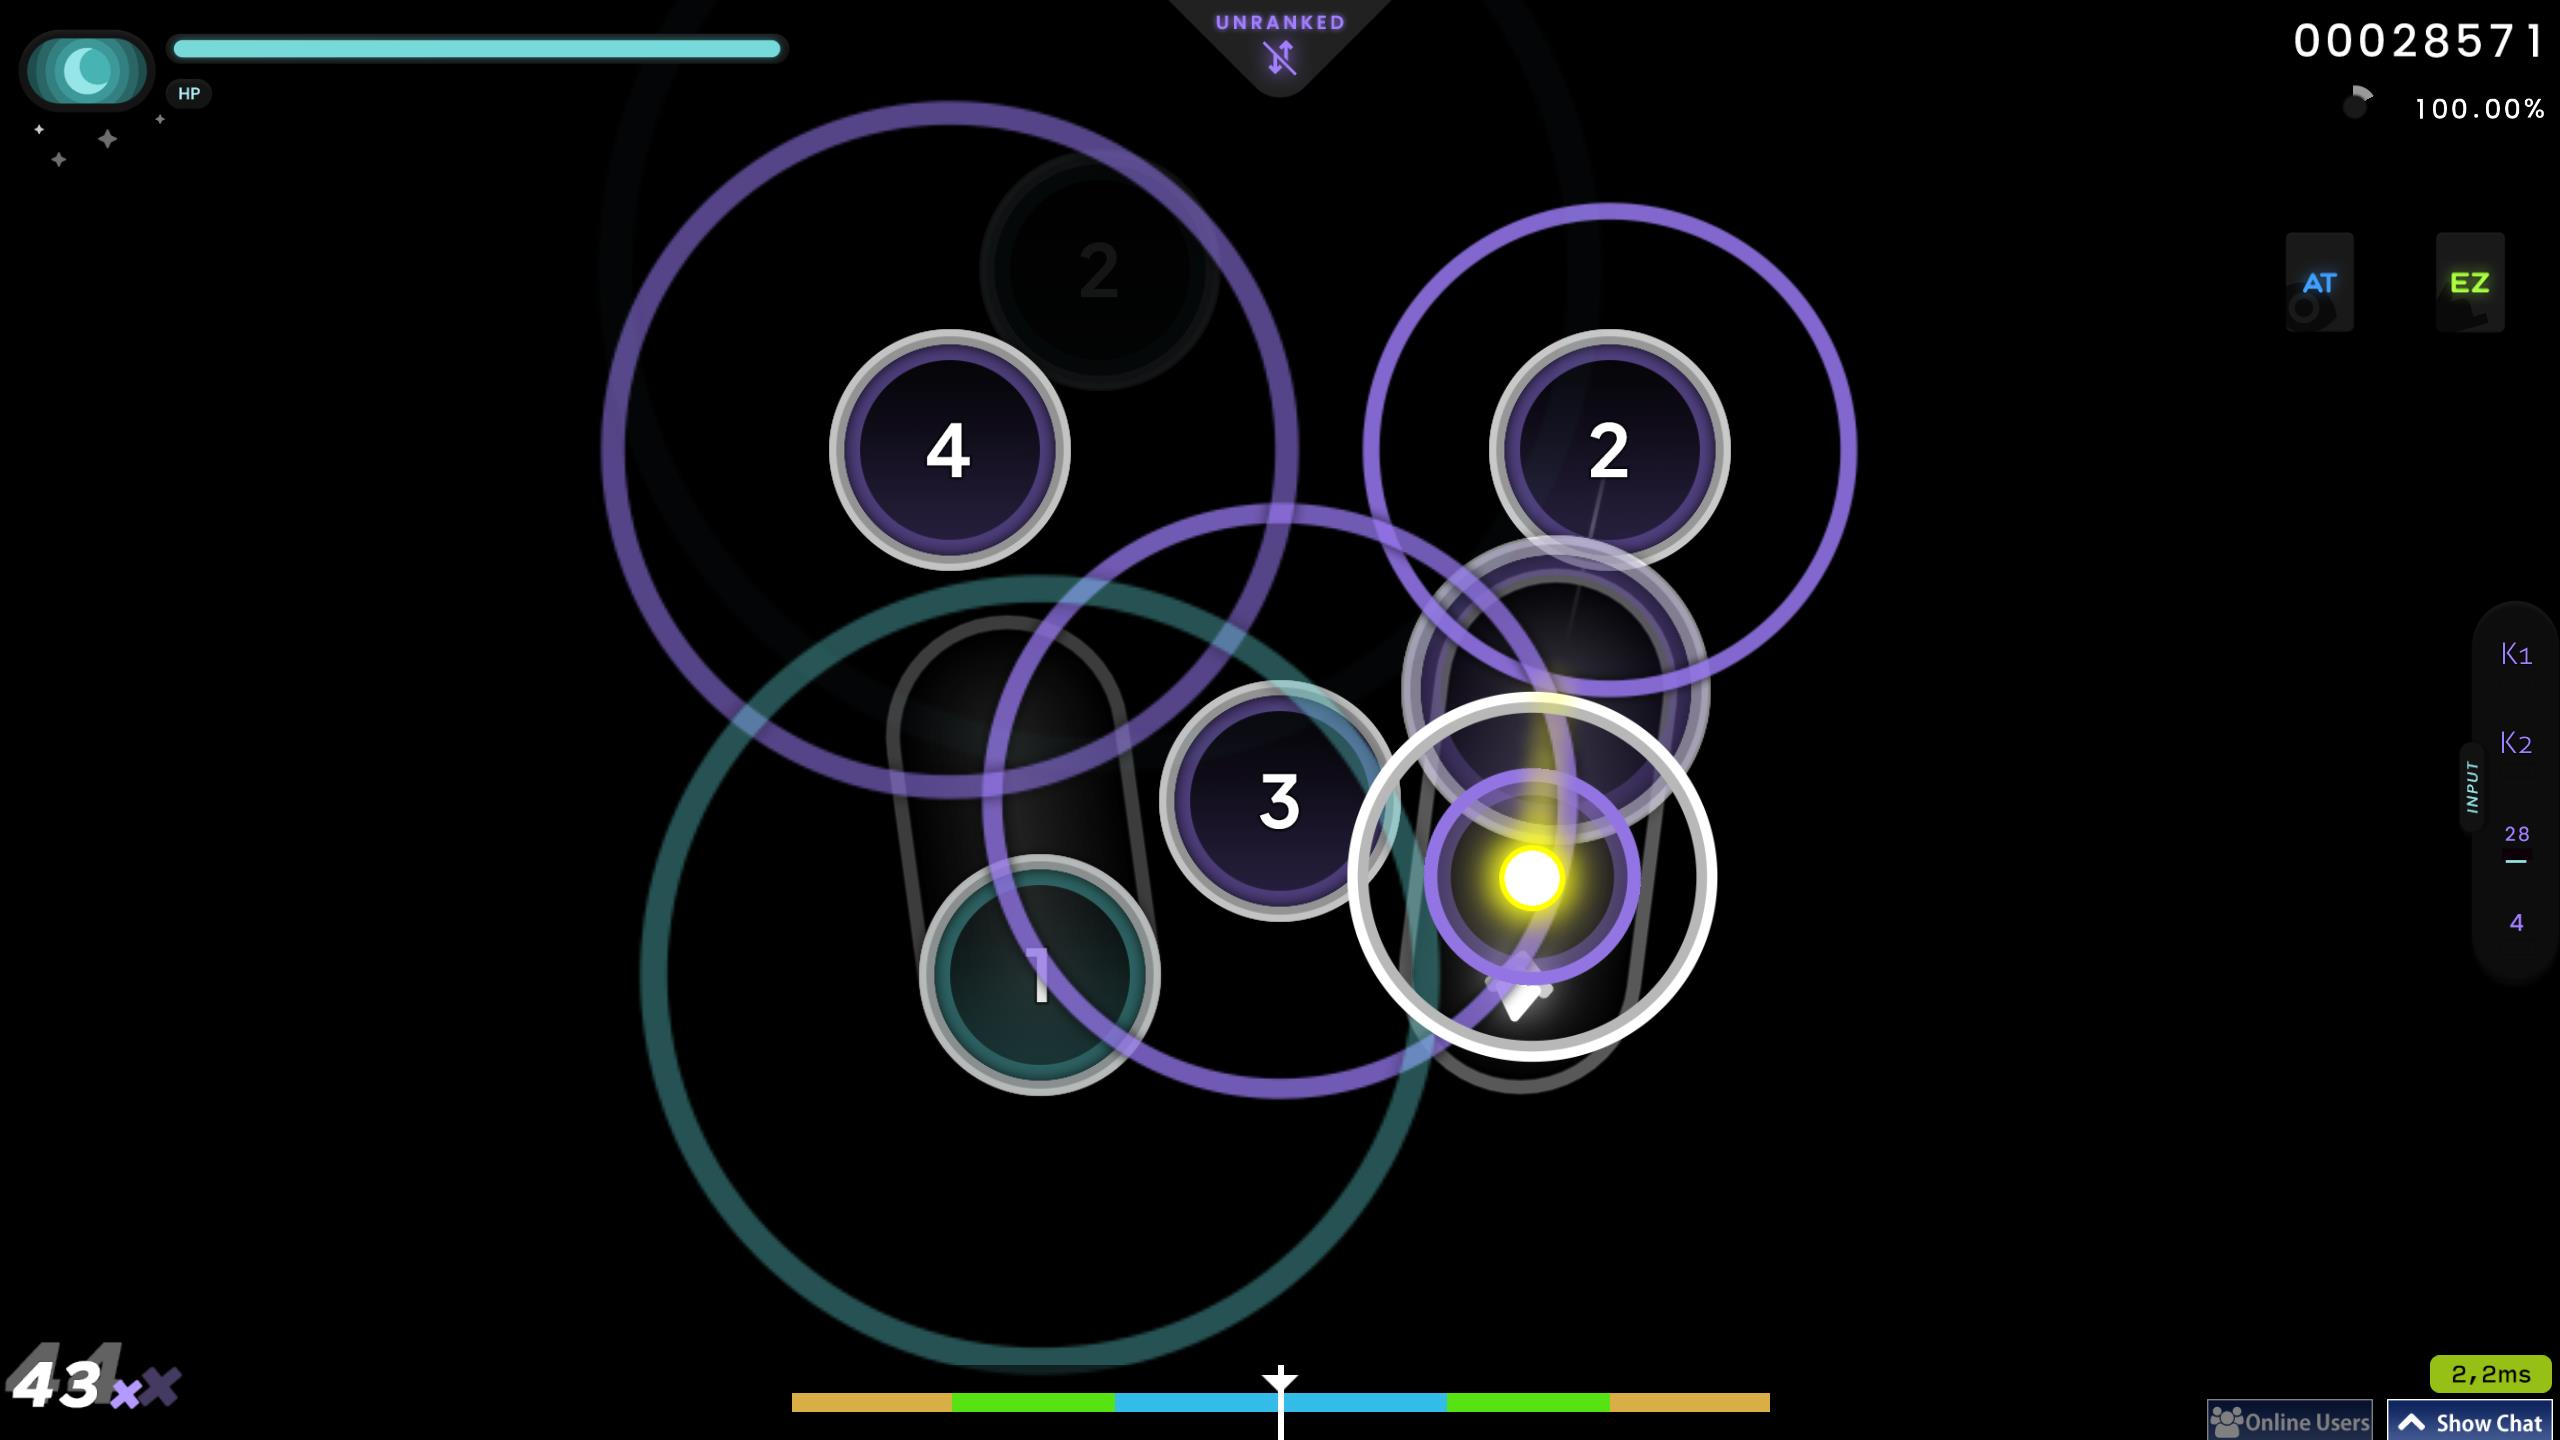 UNRANKED
00028571
HP
100.00%
2
AT
EZ
4
2
K1
K2
3
INPUT
28
1
4
44x
43x
2,2ms
Online Users
Show Chat